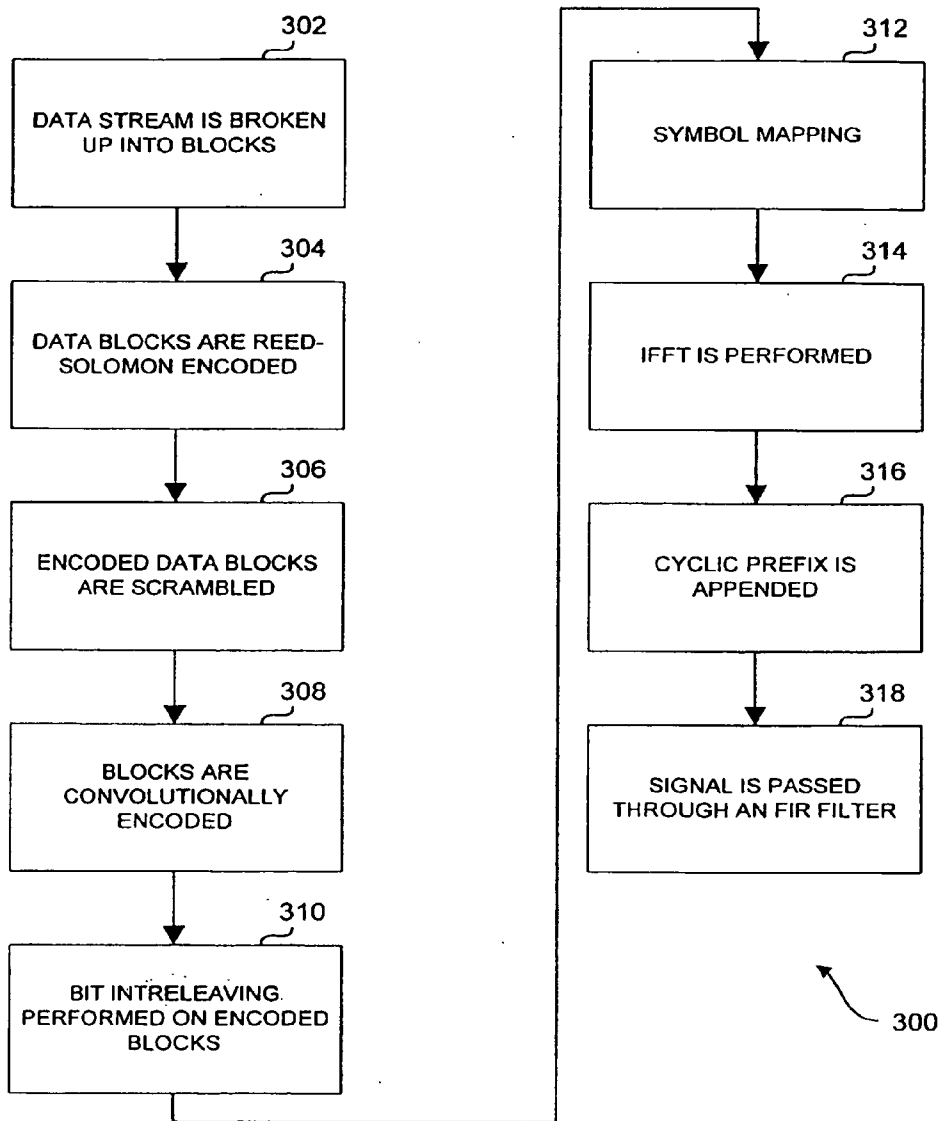 302
DATA STREAM IS BROKEN
UP INTO BLOCKS
304
DATA BLOCKS ARE REED-
SOLOMON ENCODED
306
ENCODED DATA BLOCKS
ARE SCRAMBLED
308
BLOCKS ARE
CONVOLUTIONALLY
ENCODED
310
BIT INTRELEAVING
PERFORMED ON ENCODED
BLOCKS
312
SYMBOL MAPPING
314
IFFT IS PERFORMED
316
CYCLIC PREFIX IS
APPENDED
318
SIGNAL IS PASSED
THROUGH AN FIR FILTER
300